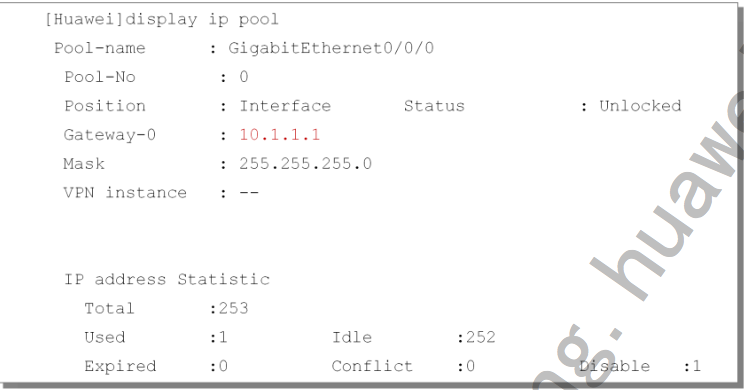 [Huawei]display ip pool
Pool-name : GigabitEthernet0/0/0
Pool-No : 0
Position : Interface Status : Unlocked
Gateway-0 : 10.1.1.1
Mask : 255.255.255.0
VPN instance : --
IP address Statistic
Total :253
Used :1 Idle :252
Expired :0 Conflict :0 Disable :1
ng.huawe